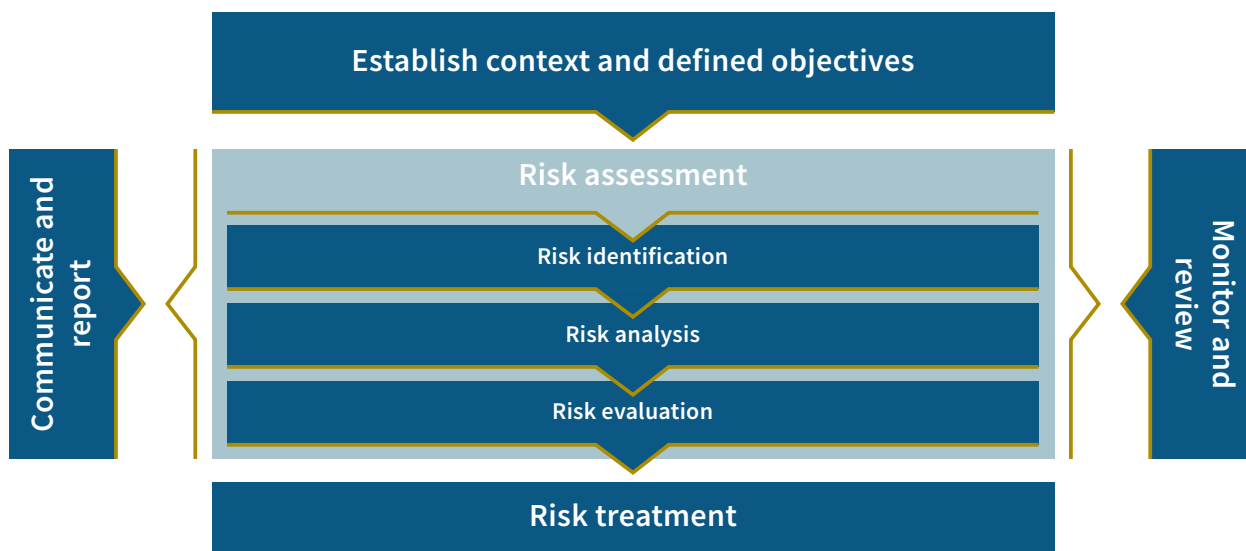 Establish context and defined objectives
Communicate and
report
Risk assessment
Risk identification
Risk analysis
Risk evaluation
Monitor and
review
Risk treatment